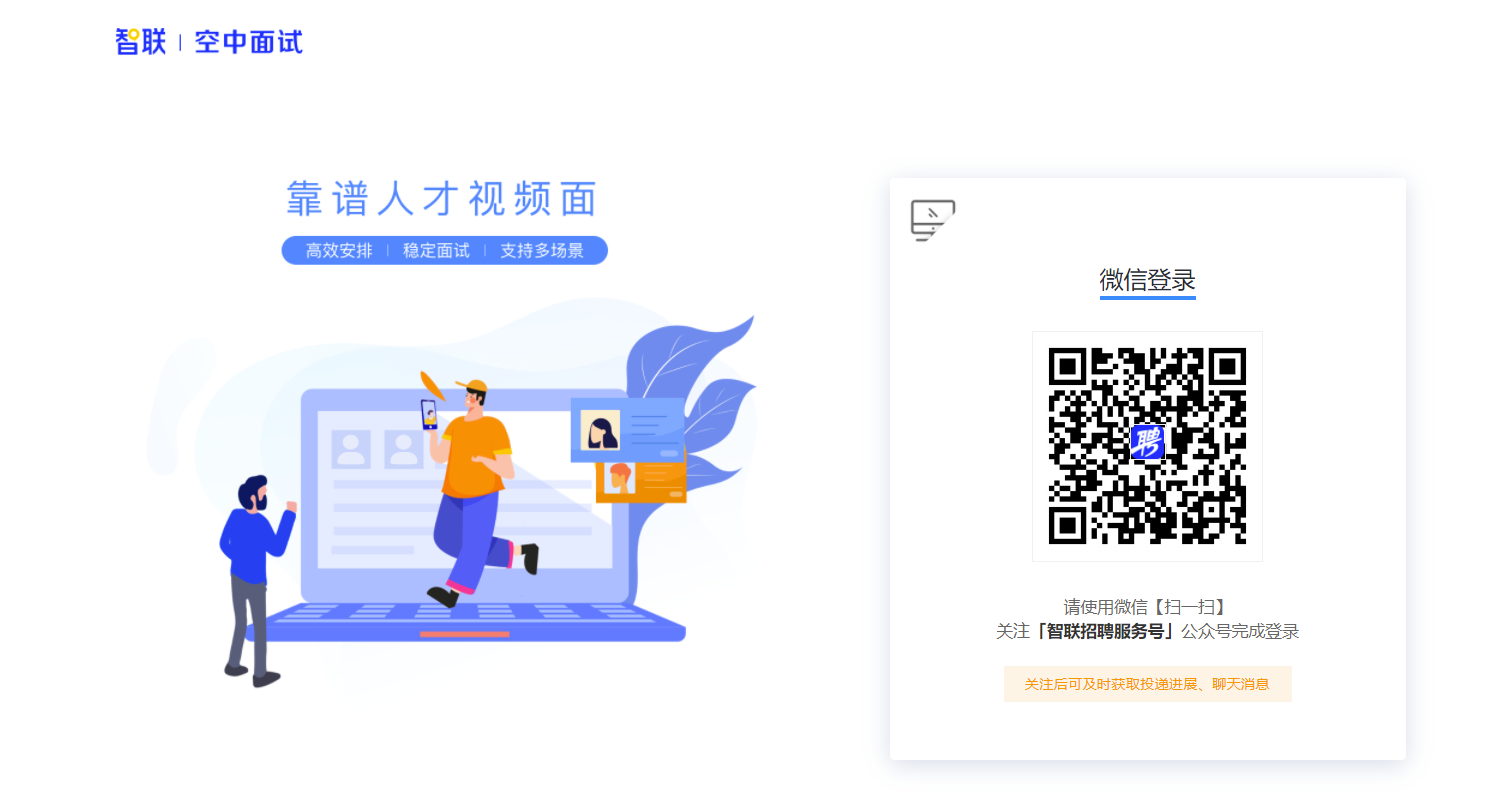 智联 | 空中面试
靠谱人才视频面
高效安排 | 稳定面试 | 支持多场景
微信登录
聘
请使用微信【扫一扫】
关注「智联招聘服务号」公众号完成登录
关注后可及时获取投递进展、聊天消息